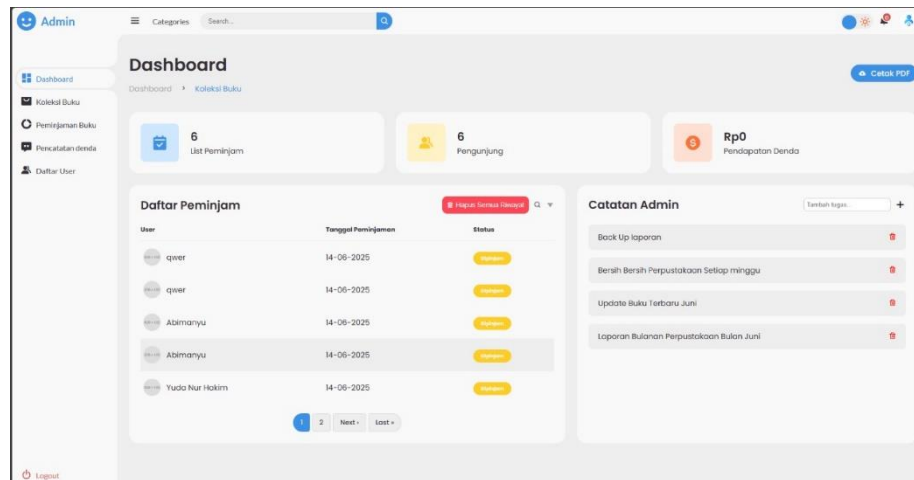 Admin
Categories
Search...
Dashboard
Dashboard
Koleksi Buku
Cetak PDF
Dashboard
Koleksi Buku
Peminjaman Buku
Pencatatan denda
Daftar User
6
List Peminjam
6
Pengunjung
Rp0
Pendapatan Denda
Daftar Peminjam
Hapus Semua Riwayat
User Tanggal Peminjaman Status
qwer 14-06-2025
qwer 14-06-2025
Abimanyu 14-06-2025
Abimanyu 14-06-2025
Yuda Nur Hakim 14-06-2025
1 2 Next › Last »
Catatan Admin
Tambah tugas...
Back Up laporan
Bersih Bersih Perpustakaan Setiap minggu
Update Buku Terbaru Juni
Laporan Bulanan Perpustakaan Bulan Juni
Logout